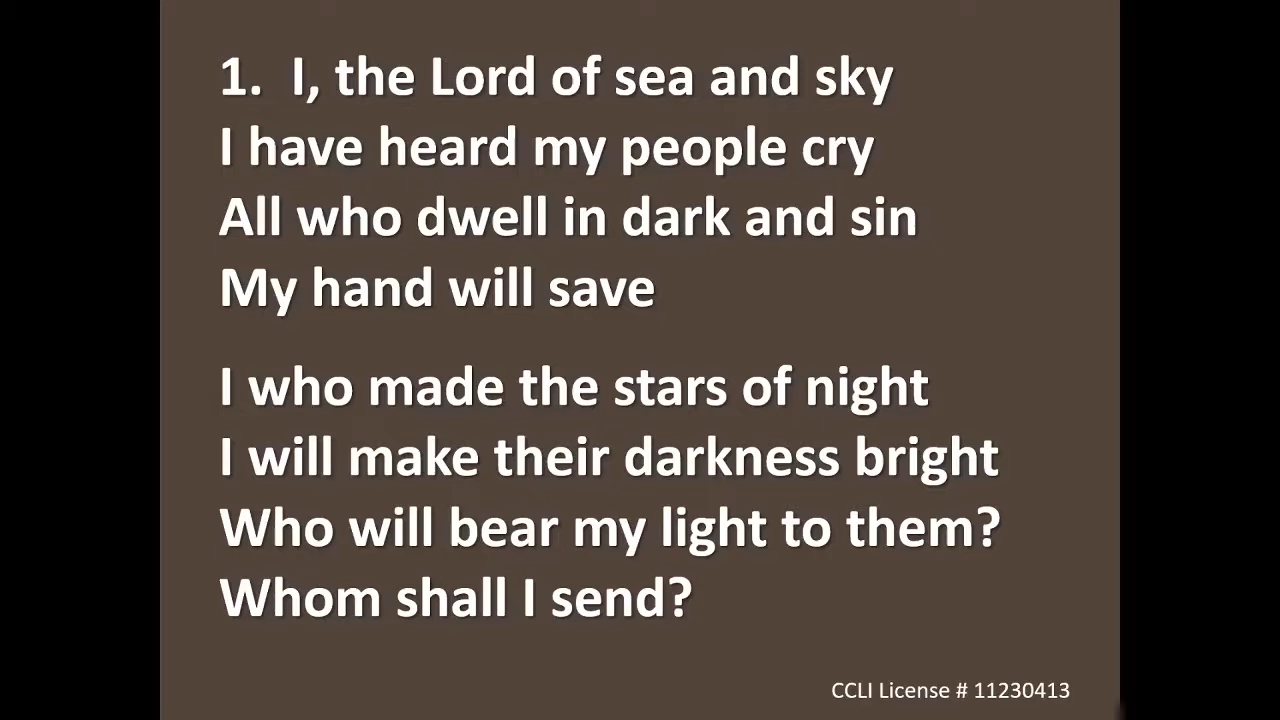 1. I, the Lord of sea and sky
I have heard my people cry
All who dwell in dark and sin
My hand will save
I who made the stars of night
I will make their darkness bright
Who will bear my light to them?
Whom shall I send?
CCLI License # 11230413